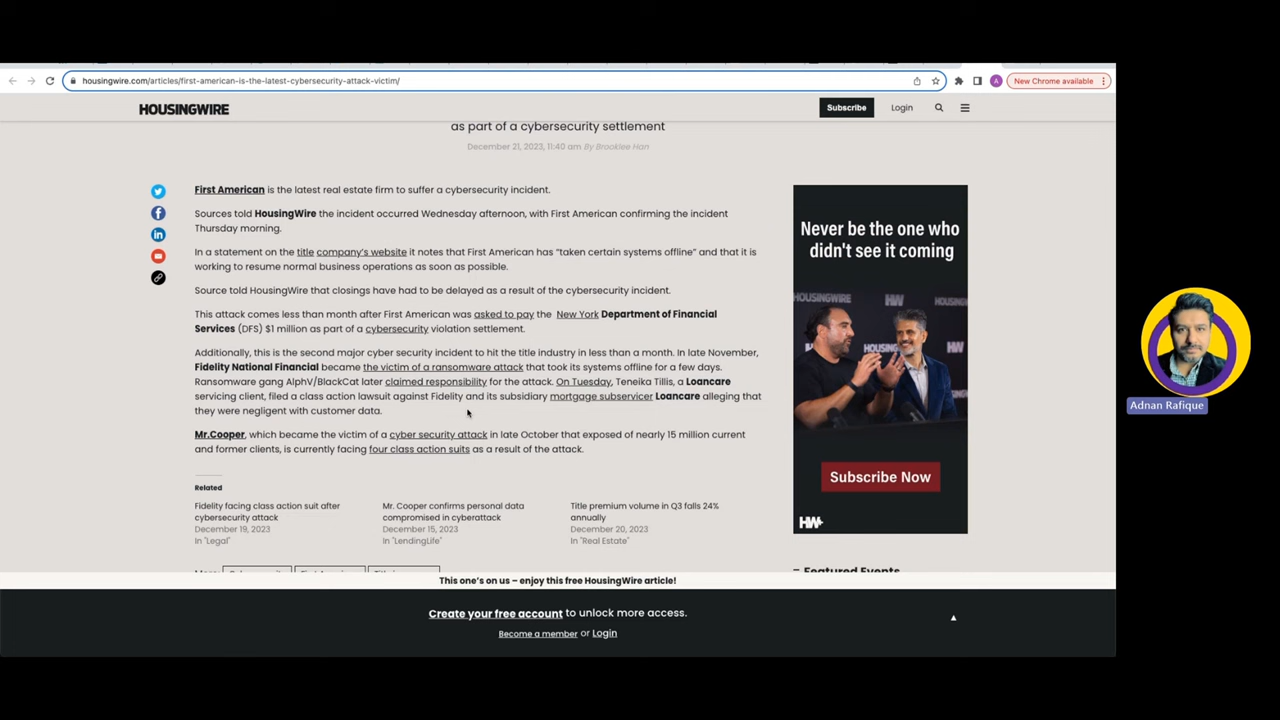 housingwire.com/articles/first-american-is-the-latest-cybersecurity-attack-victim/
A
New Chrome available
HOUSINGWIRE
Subscribe
Login
as part of a cybersecurity settlement
December 21, 2023, 11:40 am By Brooklee Han
First American is the latest real estate firm to suffer a cybersecurity incident.
Sources told HousingWire the incident occurred Wednesday afternoon, with First American confirming the incident
Thursday morning.
In a statement on the title company's website it notes that First American has "taken certain systems offline" and that it is
working to resume normal business operations as soon as possible.
Source told HousingWire that closings have had to be delayed as a result of the cybersecurity incident.
This attack comes less than month after First American was asked to pay the New York Department of Financial
Services (DFS) $1 million as part of a cybersecurity violation settlement.
Additionally, this is the second major cyber security incident to hit the title industry in less than a month. In late November,
Fidelity National Financial became the victim of a ransomware attack that took its systems offline for a few days.
Ransomware gang AlphV/BlackCat later claimed responsibility for the attack. On Tuesday, Teneika Tillis, a Loancare
servicing client, filed a class action lawsuit against Fidelity and its subsidiary mortgage subservicer Loancare alleging that
they were negligent with customer data.
Mr.Cooper, which became the victim of a cyber security attack in late October that exposed of nearly 15 million current
and former clients, is currently facing four class action suits as a result of the attack.
Related
Fidelity facing class action suit after
cybersecurity attack
December 19, 2023
In "Legal"
Mr. Cooper confirms personal data
compromised in cyberattack
December 15, 2023
In "LendingLife"
Title premium volume in Q3 falls 24%
annually
December 20, 2023
In "Real Estate"
Never be the one who
didn't see it coming
HOUSINGWIRE
HW
HOUSING
HW
Subscribe Now
HW+
Featured Events
This one's on us – enjoy this free HousingWire article!
Create your free account to unlock more access.
Become a member or Login
Adnan Rafique